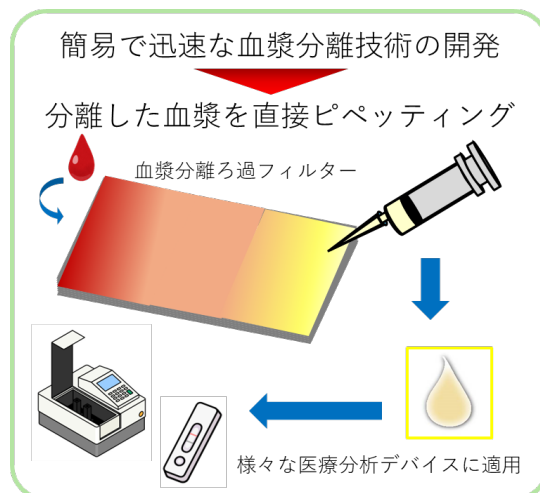 簡易で迅速な血漿分離技術の開発
分離した血漿を直接ピペッティング
血漿分離ろ過フィルター
様々な医療分析デバイスに適用